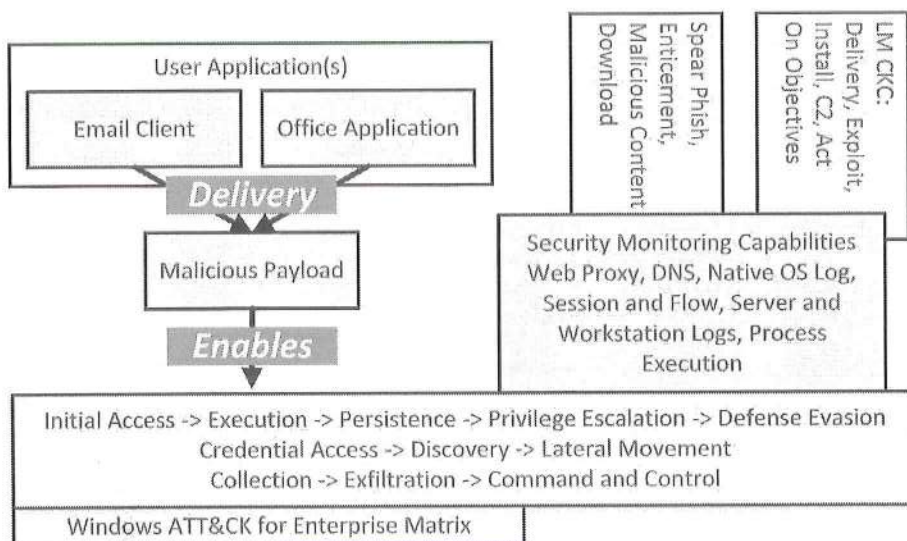 User Application(s)
Email Client
Office Application
Delivery
Malicious Payload
Enables
Spear Phish,
Enticement,
Malicious Content
Download
LM CKC:
Delivery, Exploit,
Install, C2, Act
On Objectives
Security Monitoring Capabilities
Web Proxy, DNS, Native OS Log,
Session and Flow, Server and
Workstation Logs, Process
Execution
Initial Access -> Execution -> Persistence -> Privilege Escalation -> Defense Evasion
Credential Access -> Discovery -> Lateral Movement
Collection -> Exfiltration -> Command and Control
Windows ATT&CK for Enterprise Matrix